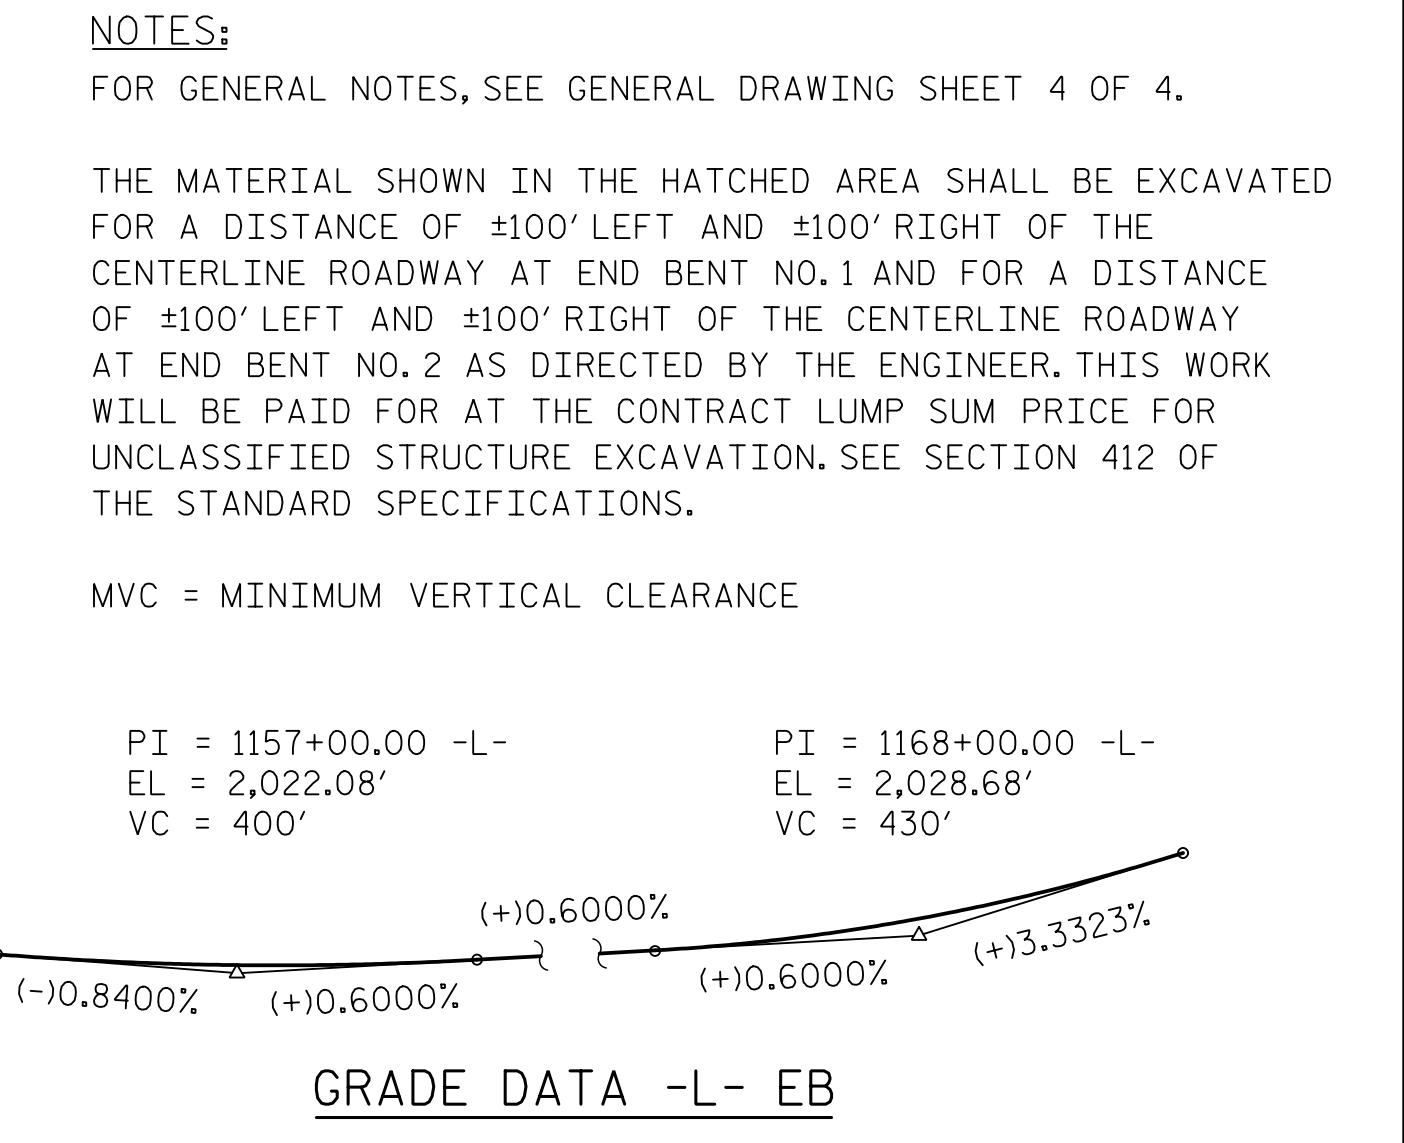 NOTES:
FOR GENERAL NOTES, SEE GENERAL DRAWING SHEET 4 OF 4.
THE MATERIAL SHOWN IN THE HATCHED AREA SHALL BE EXCAVATED
FOR A DISTANCE OF ±100' LEFT AND ±100' RIGHT OF THE
CENTERLINE ROADWAY AT END BENT NO. 1 AND FOR A DISTANCE
OF ±100' LEFT AND ±100' RIGHT OF THE CENTERLINE ROADWAY
AT END BENT NO. 2 AS DIRECTED BY THE ENGINEER. THIS WORK
WILL BE PAID FOR AT THE CONTRACT LUMP SUM PRICE FOR
UNCLASSIFIED STRUCTURE EXCAVATION. SEE SECTION 412 OF
THE STANDARD SPECIFICATIONS.
MVC = MINIMUM VERTICAL CLEARANCE
PI = 1157+00.00 -L-
EL = 2,022.08'
VC = 400'
PI = 1168+00.00 -L-
EL = 2,028.68'
VC = 430'
(+)0.6000%
(-)0.8400%
(+)0.6000%
(+)0.6000%
(+)3.3323%
GRADE DATA -L- EB